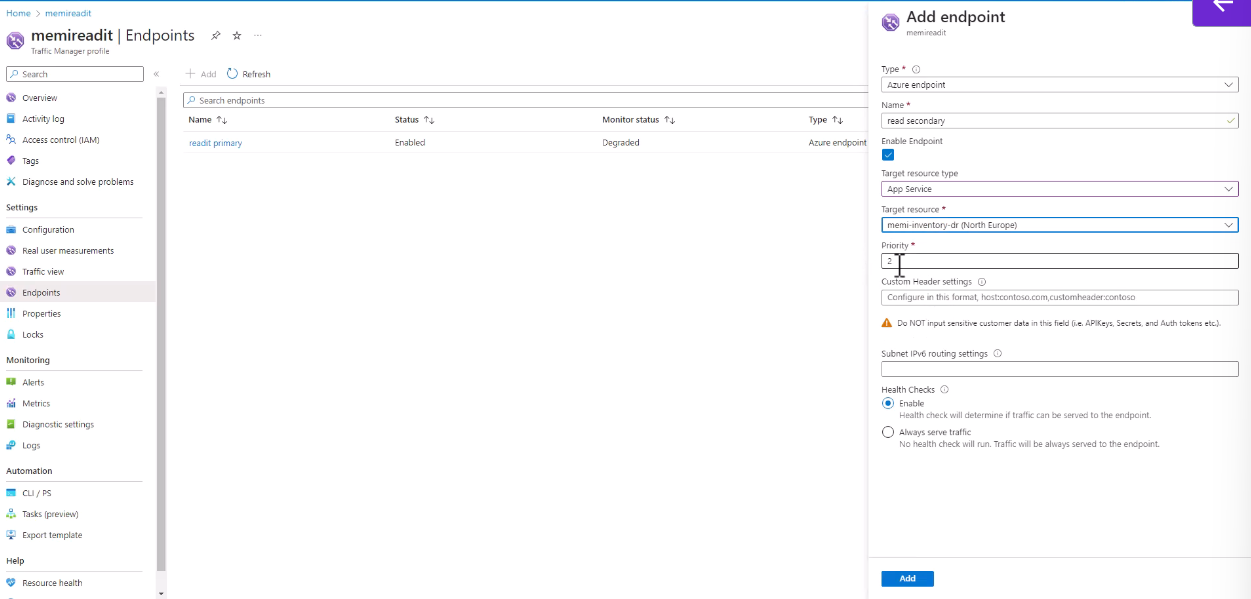 Home > memireadit
memireadit | Endpoints
Traffic Manager profile
Search
Overview
Activity log
Access control (IAM)
Tags
Diagnose and solve problems
Settings
Configuration
Real user measurements
Traffic view
Endpoints
Properties
Locks
Monitoring
Alerts
Metrics
Diagnostic settings
Logs
Automation
CLI / PS
Tasks (preview)
Export template
Help
Resource health
Add Refresh
Search endpoints
Name Status Monitor status Type
readit primary Enabled Degraded Azure endpoint
Add endpoint
memireadit
Type *
Azure endpoint
Name *
read secondary
Enable Endpoint
Target resource type
App Service
Target resource *
memi-inventory-dr (North Europe)
Priority *
2
Custom Header settings
Configure in this format, host:contoso.com,customheader:contoso
Do NOT input sensitive customer data in this field (i.e. APIKeys, Secrets, and Auth tokens etc.).
Subnet IPv6 routing settings
Health Checks
Enable
Health check will determine if traffic can be served to the endpoint.
Always serve traffic
No health check will run. Traffic will be always served to the endpoint.
Add